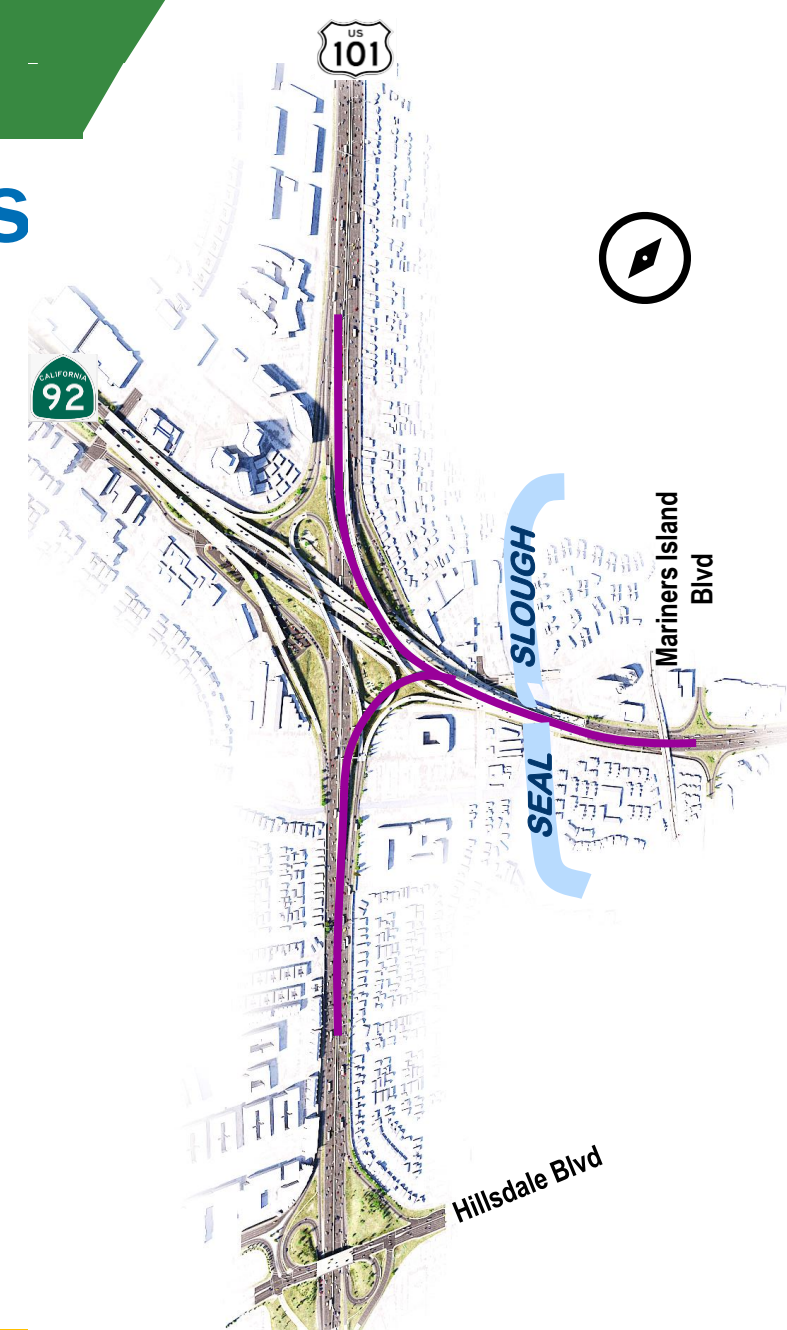 US
101
S
CALIFORNIA
92
SLOUGH
Mariners Island
Blvd
SEAL
Hillsdale Blvd